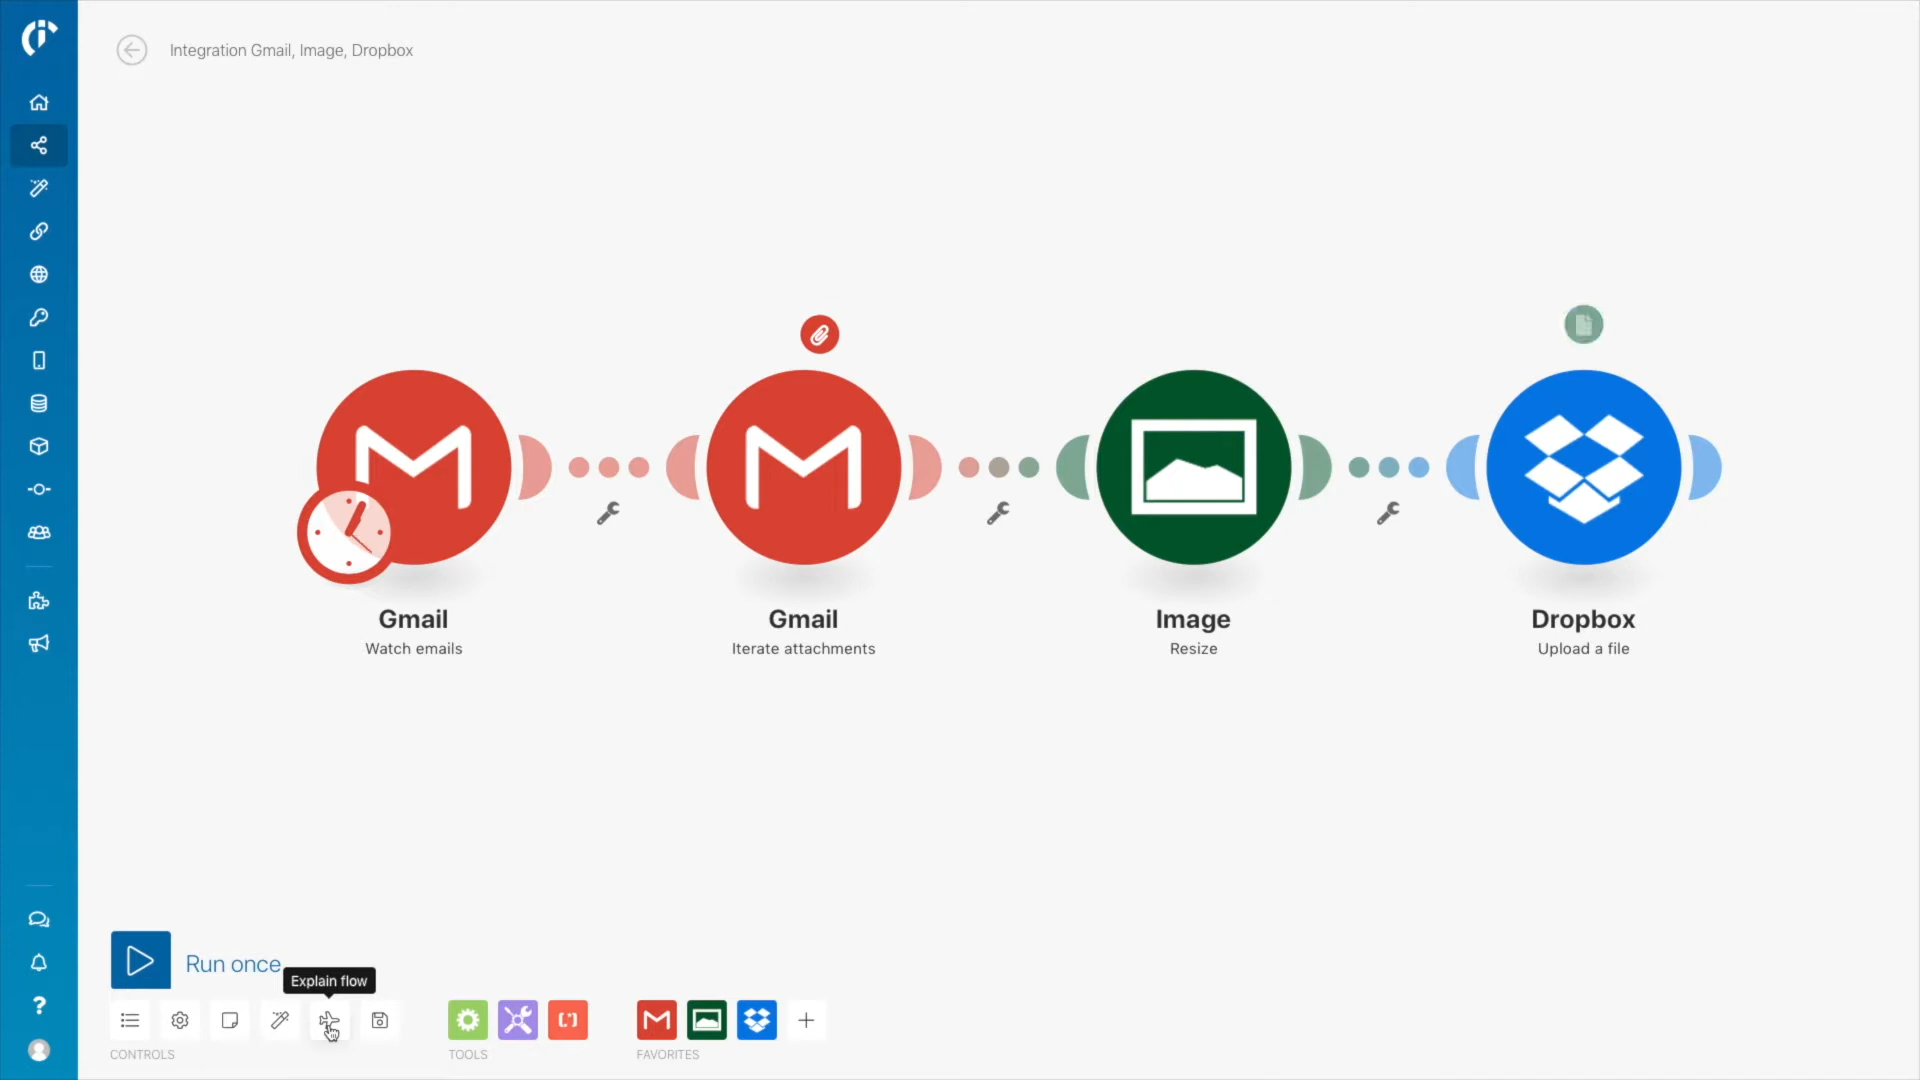 Integration Gmail, Image, Dropbox
Gmail
Watch emails
Gmail
Iterate attachments
Image
Resize
Dropbox
Upload a file
Run once
Explain flow
CONTROLS
TOOLS
FAVORITES